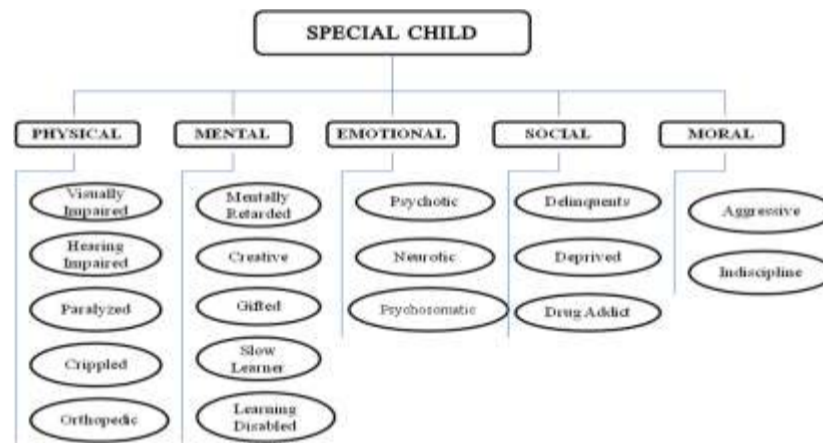 SPECIAL CHILD
PHYSICAL
MENTAL
EMOTIONAL
SOCIAL
MORAL
Visually
Impaired
Hearing
Impaired
Paralyzed
Crippled
Orthopedic
Mentally
Retarded
Creative
Gifted
Slow
Learner
Learning
Disabled
Psychotic
Neurotic
Psychosomatic
Delinquents
Deprived
Drug Addict
Aggressive
Indiscipline